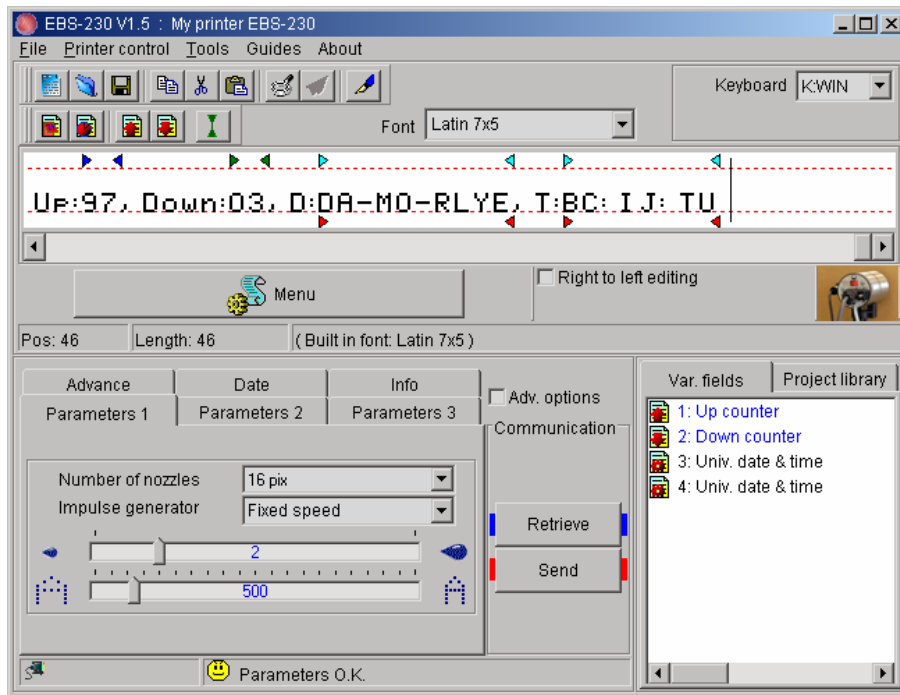 EBS-230 V1.5 : My printer EBS-230
File Printer control Tools Guides About
Keyboard K:WIN
Font Latin 7x5
Up:97, Down:03, D:DA-MO-RLYE, T:BC: IJ: TU
Menu
Right to left editing
Pos: 46 Length: 46 ( Built in font: Latin 7x5 )
Advance Date Info
Parameters 1 Parameters 2 Parameters 3
Number of nozzles 16 pix
Impulse generator Fixed speed
2
500
Adv. options
Communication
Retrieve
Send
Var. fields Project library
1: Up counter
2: Down counter
3: Univ. date & time
4: Univ. date & time
Parameters O.K.